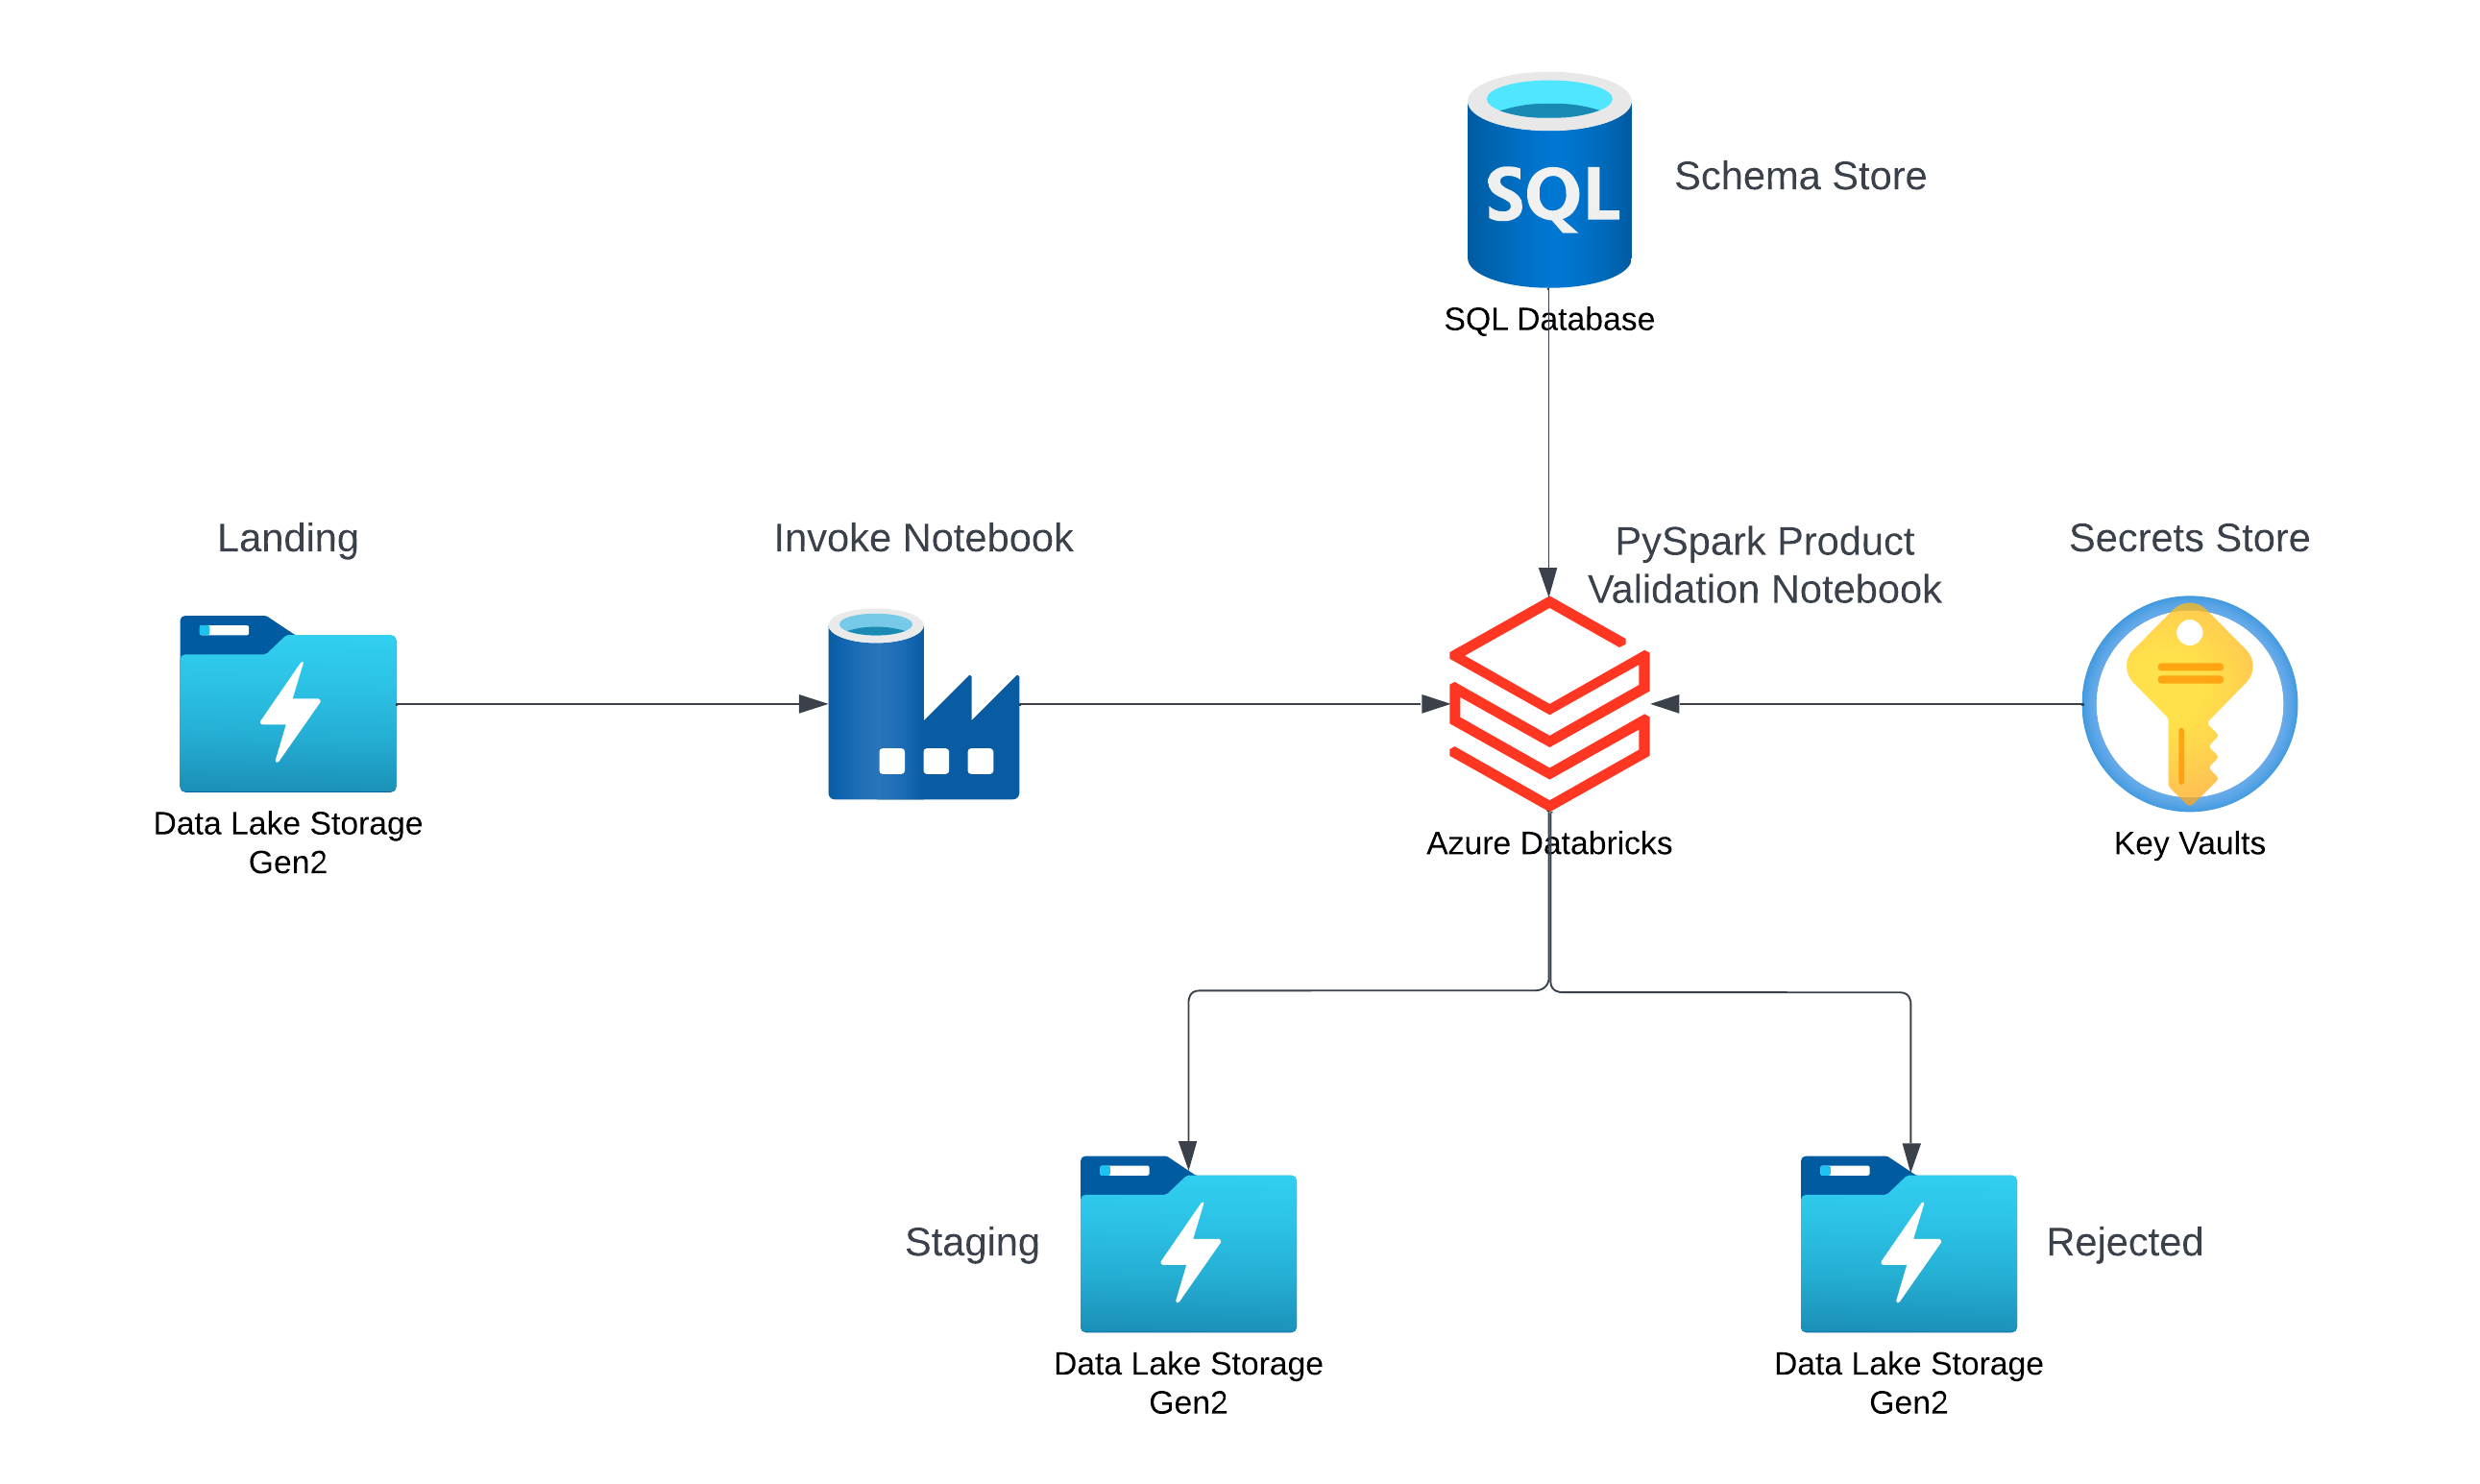 SQL
Schema Store
SQL Database
Landing
Invoke Notebook
PySpark Product
Validation Notebook
Secrets Store
Data Lake Storage
Gen2
Azure Databricks
Key Vaults
Staging
Rejected
Data Lake Storage
Gen2
Data Lake Storage
Gen2